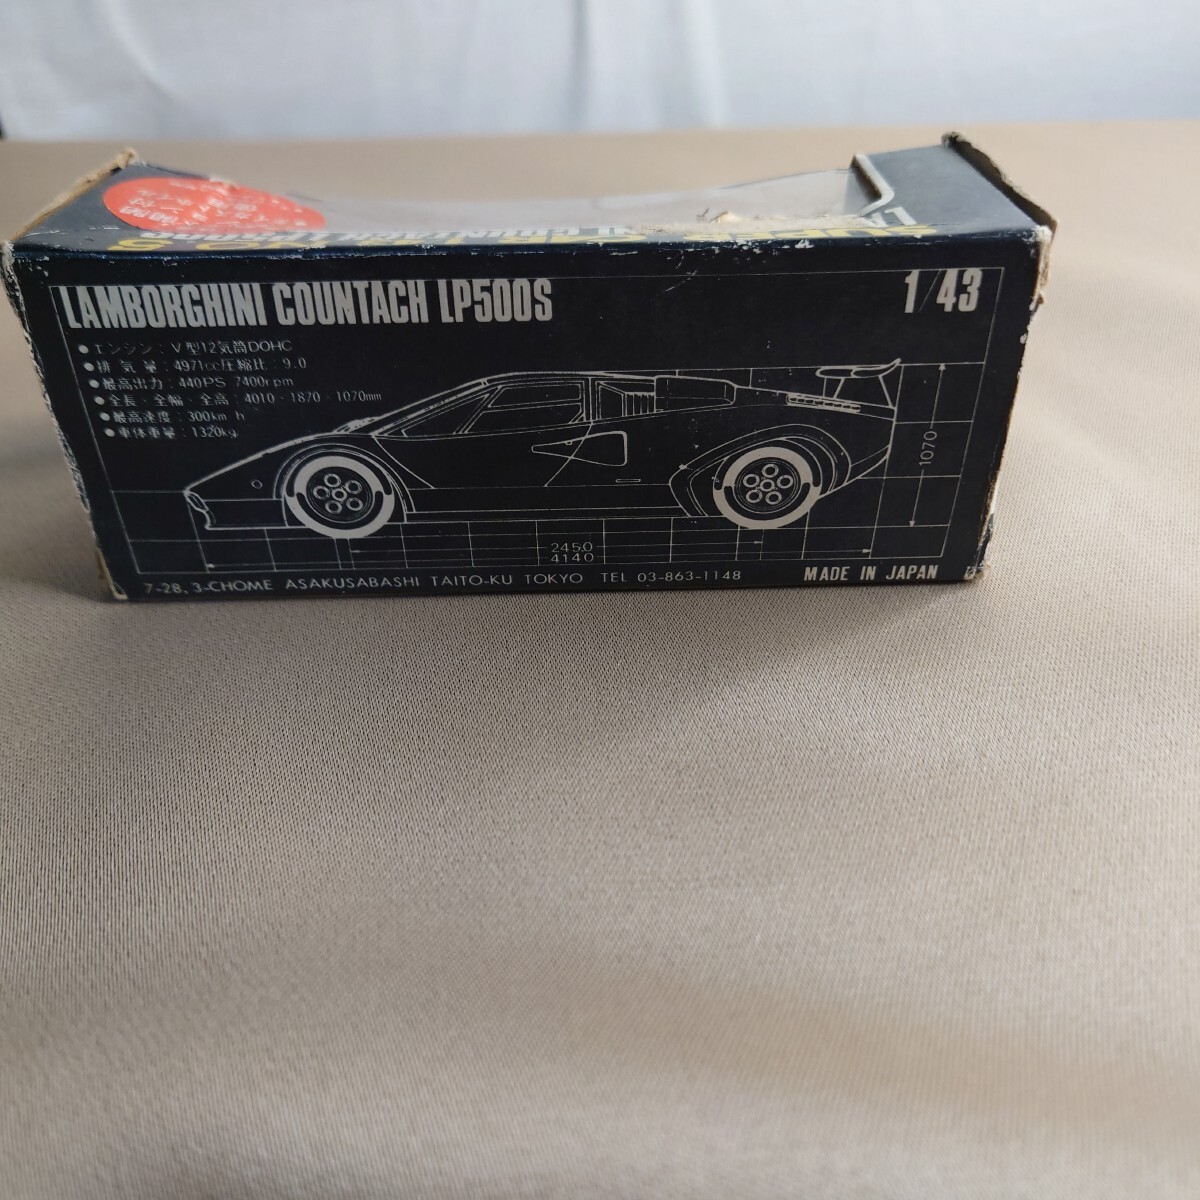 LAMBORGHINI COUNTACH LP500S
1/43
●エンジン：V型12気筒DOHC
●排気量：4971cc圧縮比：9.0
●最高出力：440PS 7400rpm
●全長・全幅・全高：4010・1870・1070mm
●最高速度：300km h
●車体重量：1320kg
1070
2450
4140
7-28, 3-CHOME ASAKUSABASHI TAITO-KU TOKYO TEL 03-863-1148
MADE IN JAPAN